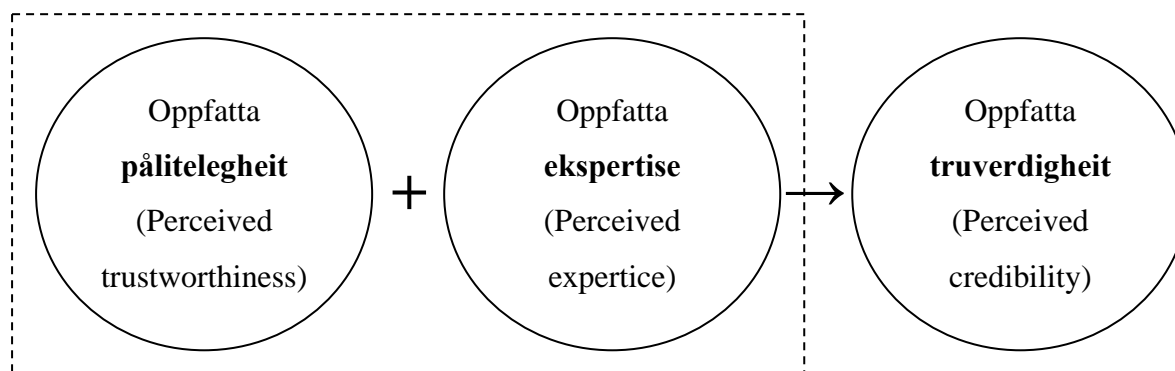 Oppfatta
pålitelegheit
(Perceived
trustworthiness)
+
Oppfatta
ekspertise
(Perceived
expertice)
Oppfatta
truverdigheit
(Perceived
credibility)